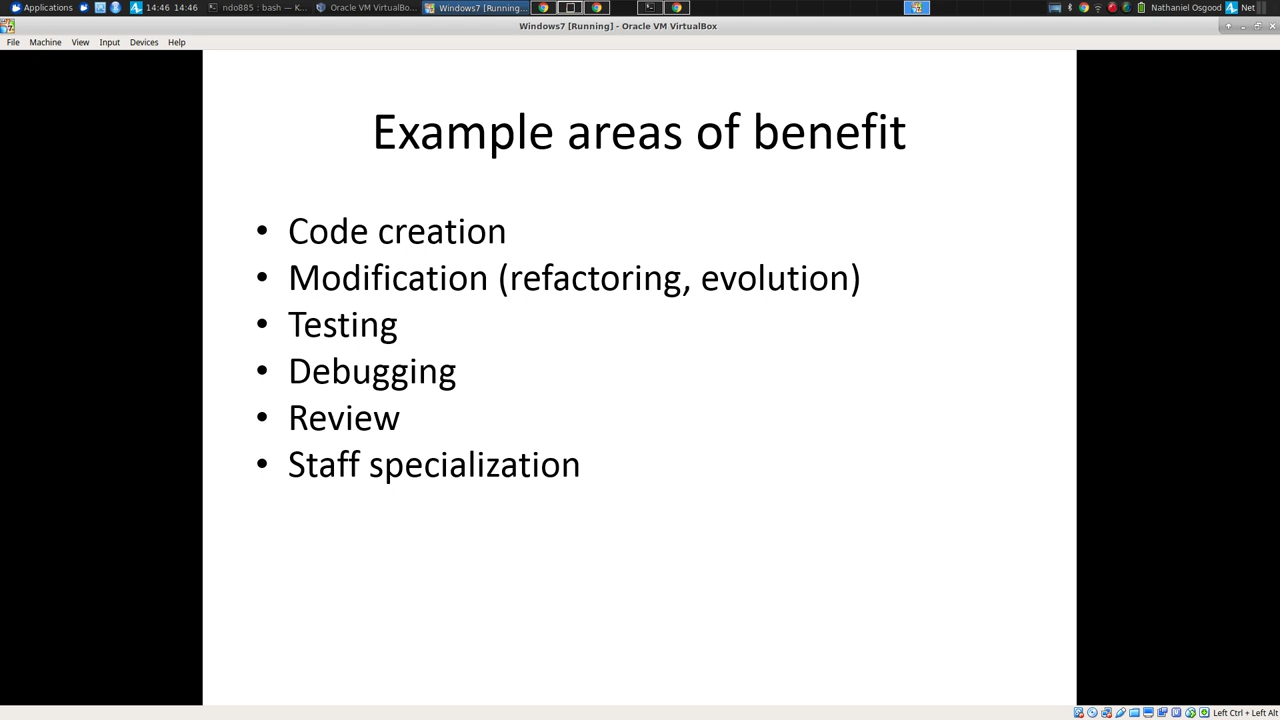 Applications 14:46 14:46 ndo885 : bash — K... Oracle VM VirtualBo... Windows7 [Running... Nathaniel Osgood Net
Windows7 [Running] - Oracle VM VirtualBox
File Machine View Input Devices Help
Example areas of benefit
• Code creation
• Modification (refactoring, evolution)
• Testing
• Debugging
• Review
• Staff specialization
Left Ctrl + Left Alt